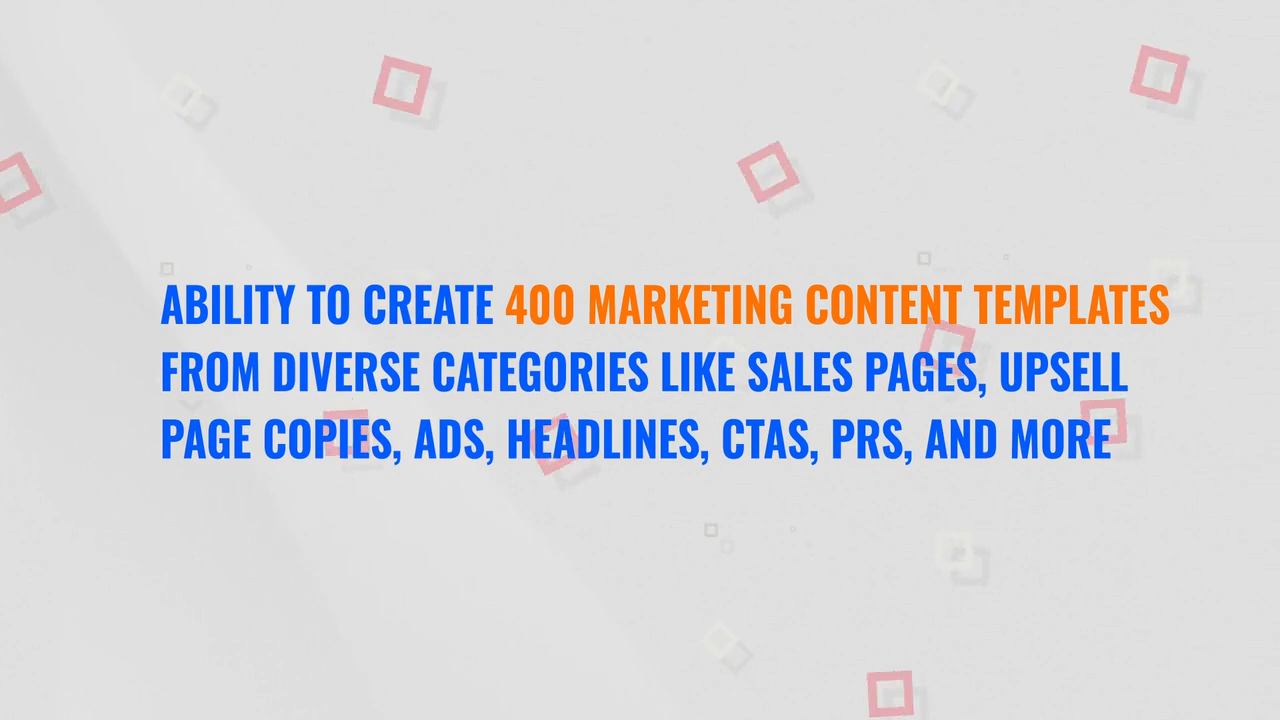 ABILITY TO CREATE 400 MARKETING CONTENT TEMPLATES
FROM DIVERSE CATEGORIES LIKE SALES PAGES, UPSELL
PAGE COPIES, ADS, HEADLINES, CTAS, PRS, AND MORE